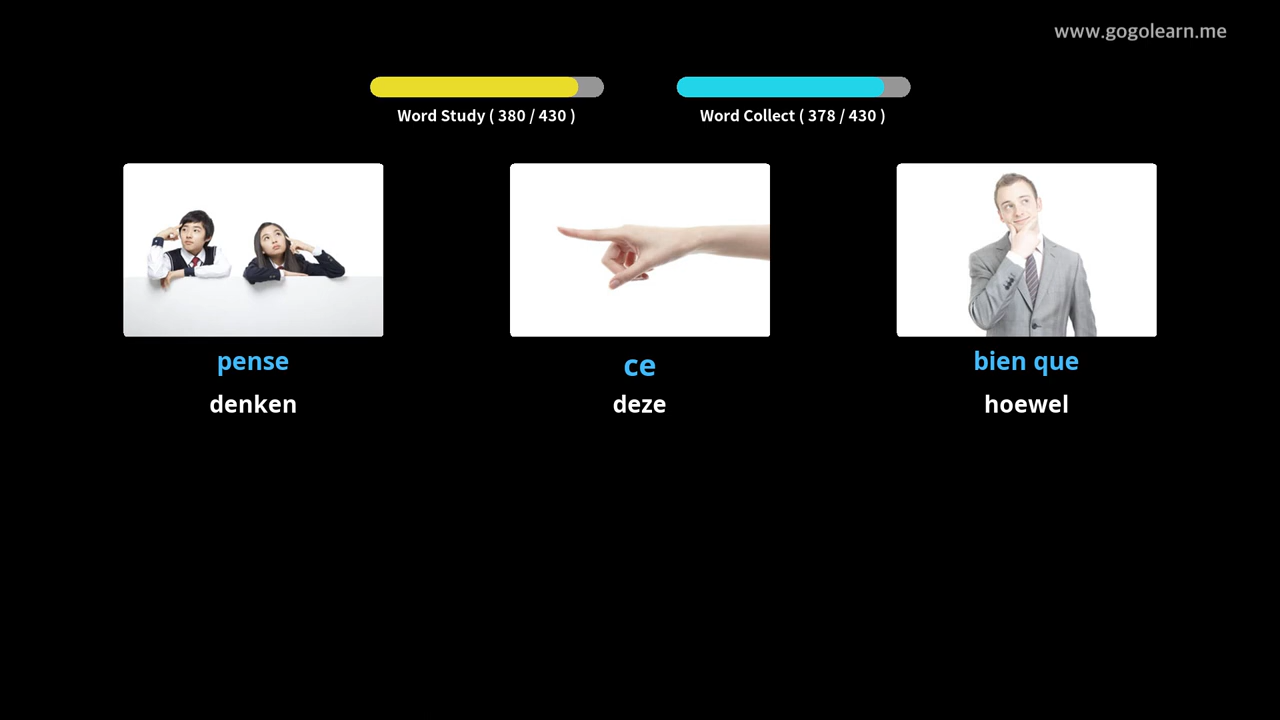 www.gogolearn.me
Word Study ( 380 / 430 )
Word Collect ( 378 / 430 )
pense
ce
bien que
denken
deze
hoewel